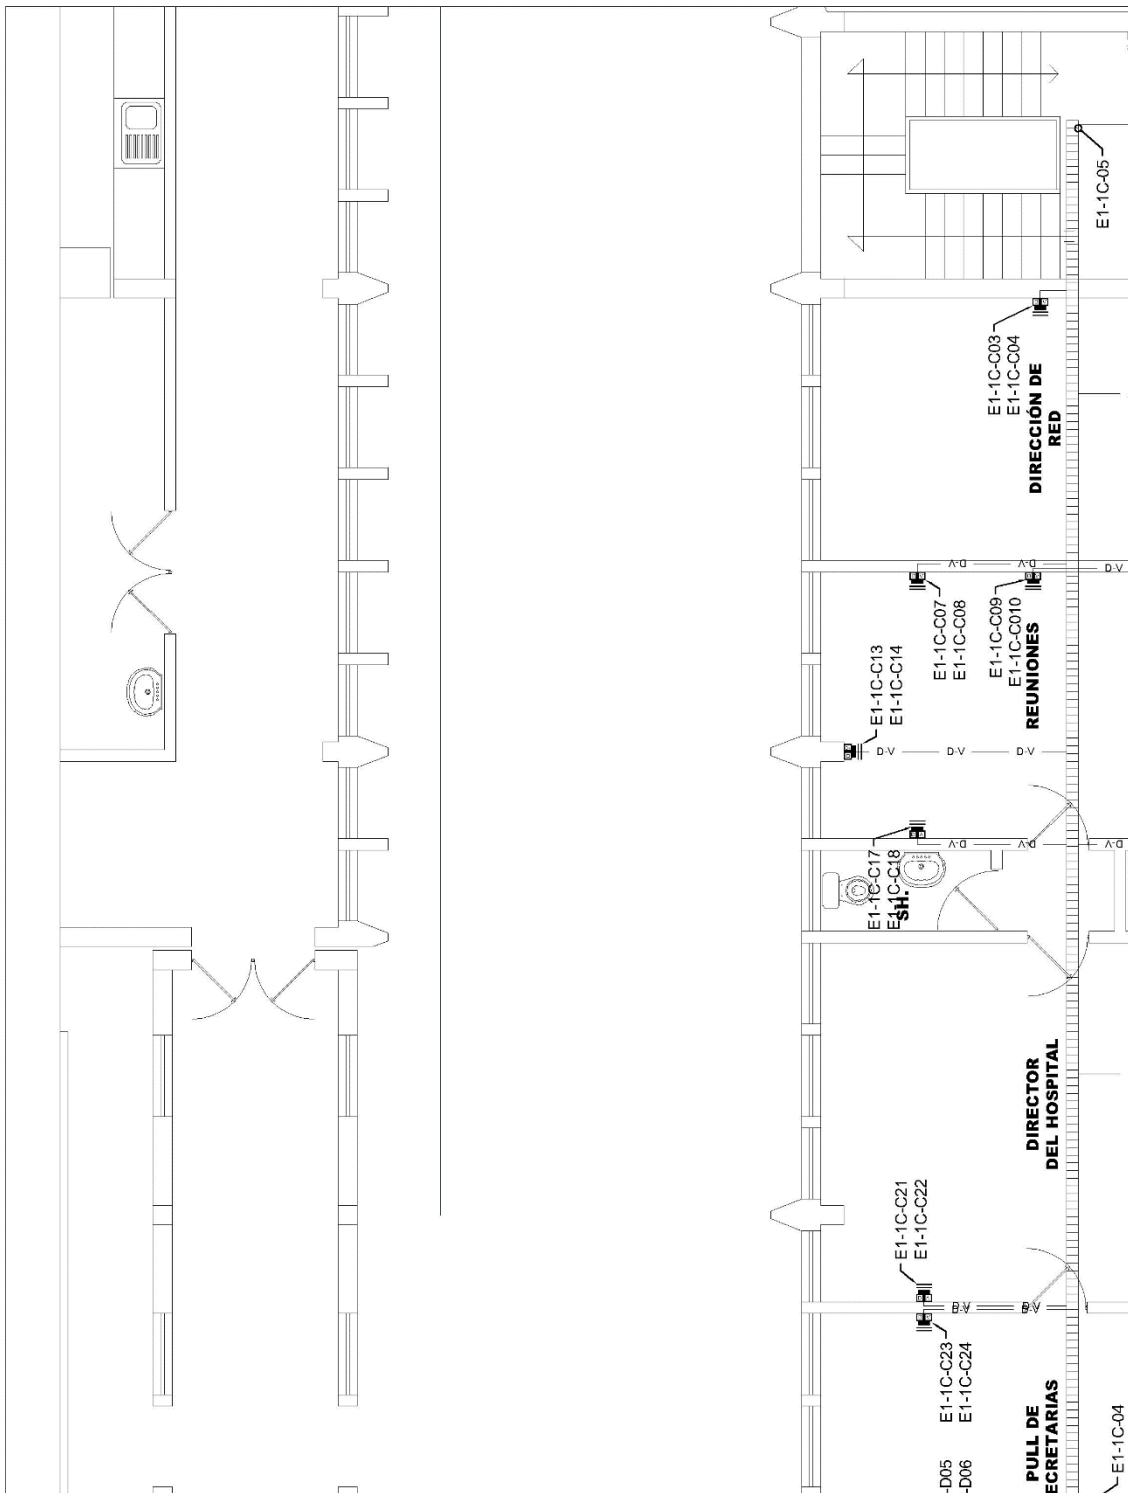 E1-1C-05
E1-1C-C03
E1-1C-C04
DIRECCIÓN DE
RED
D-V
D-V
D-V
E1-1C-C07
E1-1C-C08
E1-1C-C09
E1-1C-C010
REUNIONES
E1-1C-C13
E1-1C-C14
D-V
D-V
D-V
D-V
D-V
D-V
E1-1C-C17
E1-1C-C18
SH.
DIRECTOR
DEL HOSPITAL
E1-1C-C21
E1-1C-C22
D-V
D-V
D-V
D-V
E1-1C-C23
E1-1C-C24
PULL DE
ECRETARIAS
-D05
-D06
E1-1C-04